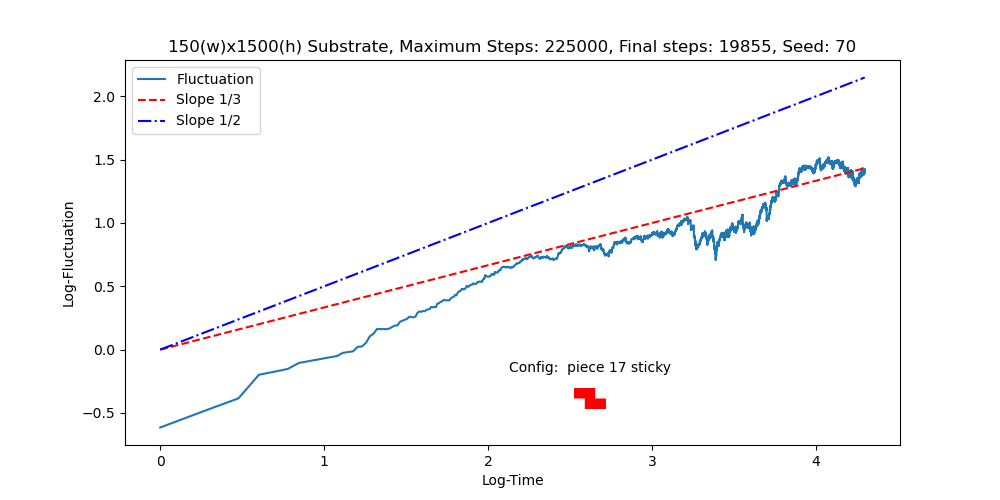 150(w)x1500(h) Substrate, Maximum Steps: 225000, Final steps: 19855, Seed: 70
Fluctuation
Slope 1/3
Slope 1/2
2.0
1.5
1.0
0.5
0.0
−0.5
Log-Fluctuation
Config:  piece 17 sticky
0 1 2 3 4
Log-Time